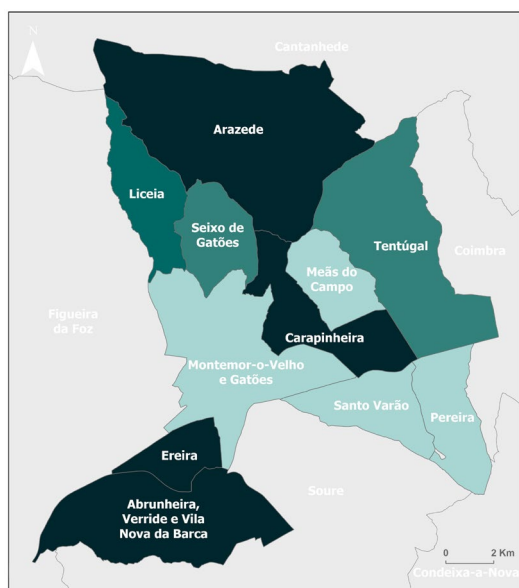 Cantanhede
N
Arazede
Liceia
Seixo de
Gatões
Tentúgal
Coimbra
Meãs do
Campo
Figueira
da Foz
Carapinheira
Montemor-o-Velho
e Gatões
Santo Varão
Pereira
Ereira
Soure
Abrunheira,
Verride e Vila
Nova da Barca
0 2 Km
Condeixa-a-Nova